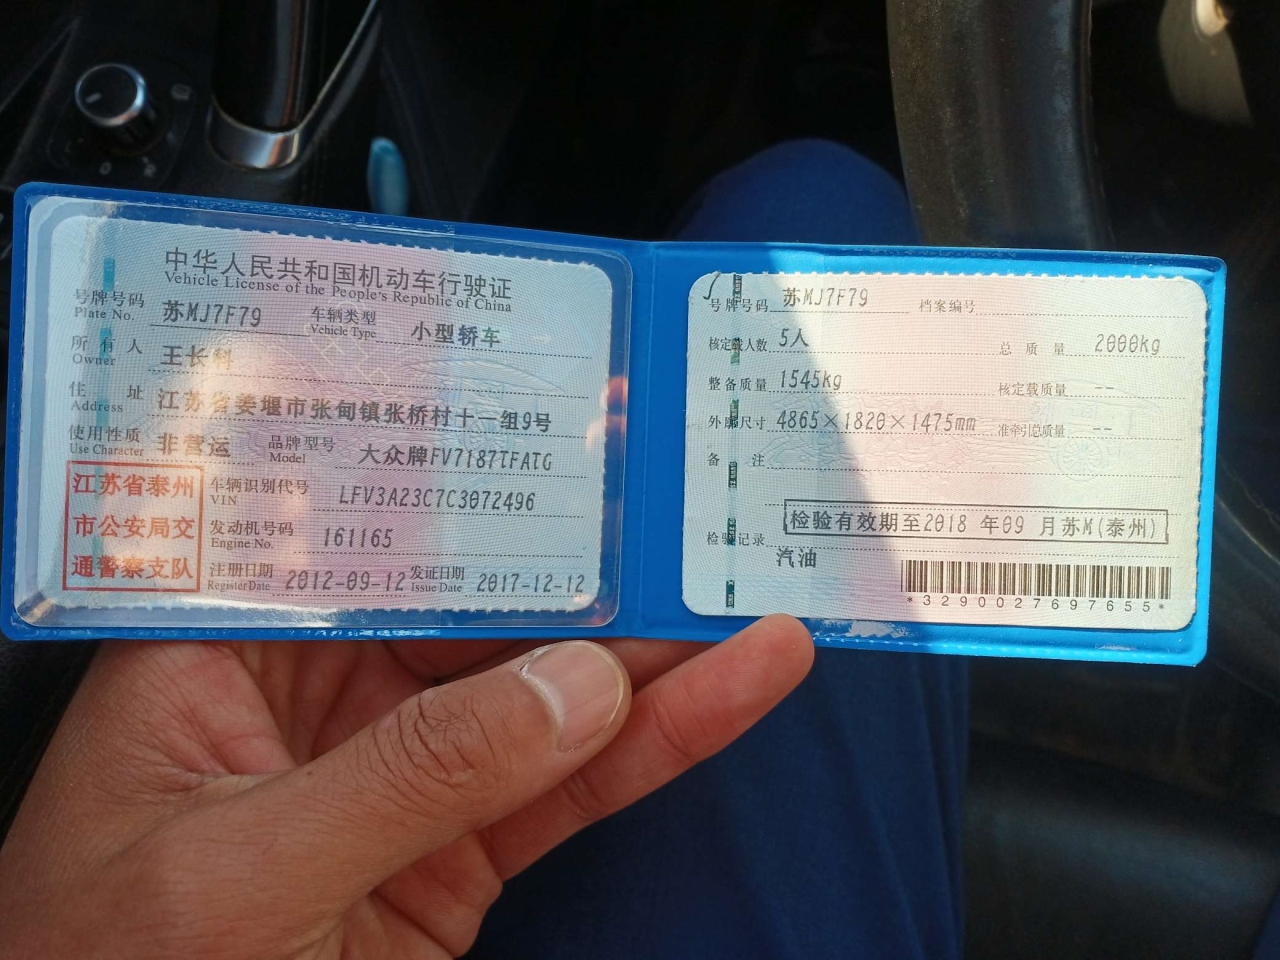 中华人民共和国机动车行驶证
Vehicle License of the People's Republic of China
号牌号码 苏MJ7F79 车辆类型 小型轿车
Plate No. Vehicle Type
所有人 王长科
Owner
住址 江苏省姜堰市张甸镇张桥村十一组9号
Address
使用性质 非营运 品牌型号 大众牌FV7187TFATG
Use Character Model
江苏省泰州
市公安局交
通警察支队
车辆识别代号 LFV3A23C7C3072496
VIN
发动机号码 161165
Engine No.
注册日期 2012-09-12 发证日期 2017-12-12
Register Date Issue Date
号牌号码 苏MJ7F79 档案编号
核定载人数 5人 总质量 2000kg
整备质量 1545kg 核定载质量 --
外廓尺寸 4865×1820×1475mm 准牵引总质量 --
备注
检验有效期至2018 年09 月苏M(泰州)
检验记录
汽油
*3290027697655*